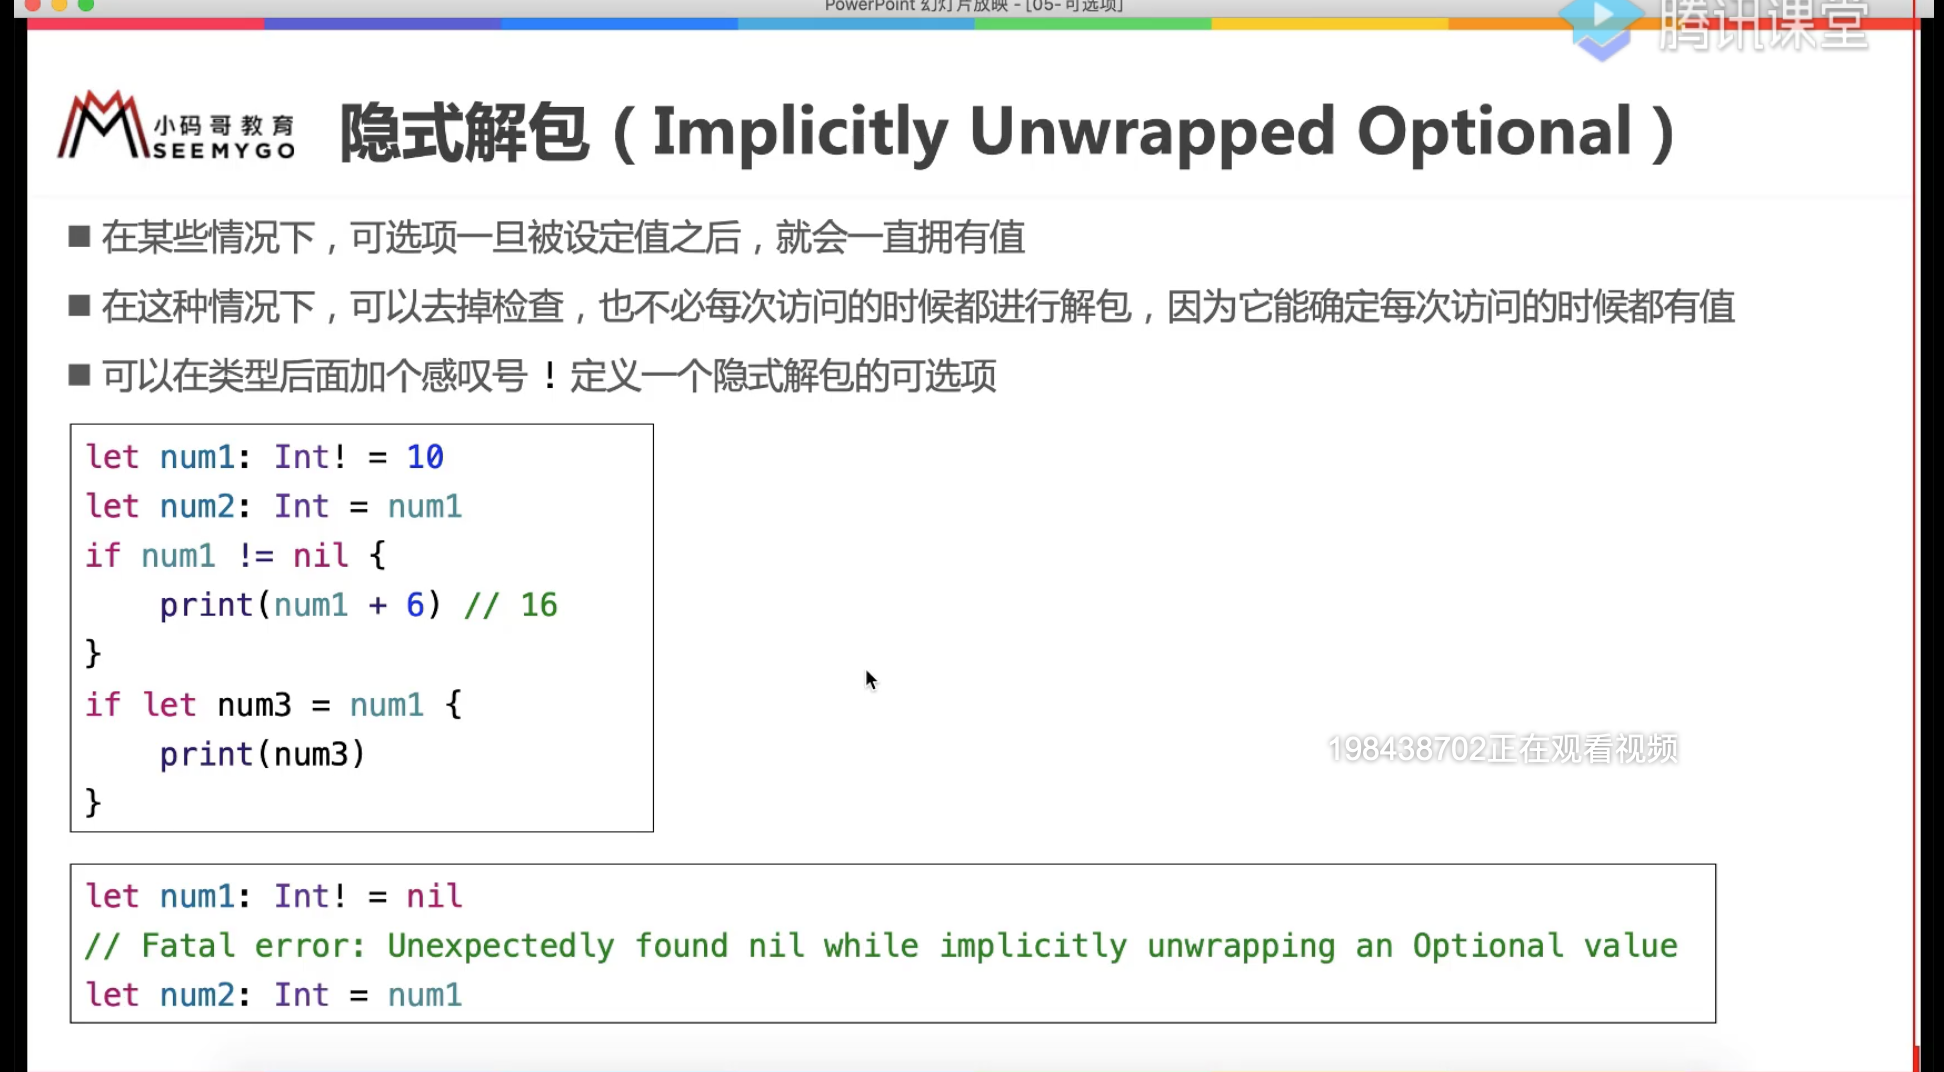 PowerPoint 幻灯片放映 - [05-可选项]
腾讯课堂
小码哥教育
SEEMYGO
隐式解包（Implicitly Unwrapped Optional）
■ 在某些情况下，可选项一旦被设定值之后，就会一直拥有值
■ 在这种情况下，可以去掉检查，也不必每次访问的时候都进行解包，因为它能确定每次访问的时候都有值
■ 可以在类型后面加个感叹号 ! 定义一个隐式解包的可选项
let num1: Int! = 10
let num2: Int = num1
if num1 != nil {
    print(num1 + 6) // 16
}
if let num3 = num1 {
    print(num3)
}
198438702正在观看视频
let num1: Int! = nil
// Fatal error: Unexpectedly found nil while implicitly unwrapping an Optional value
let num2: Int = num1